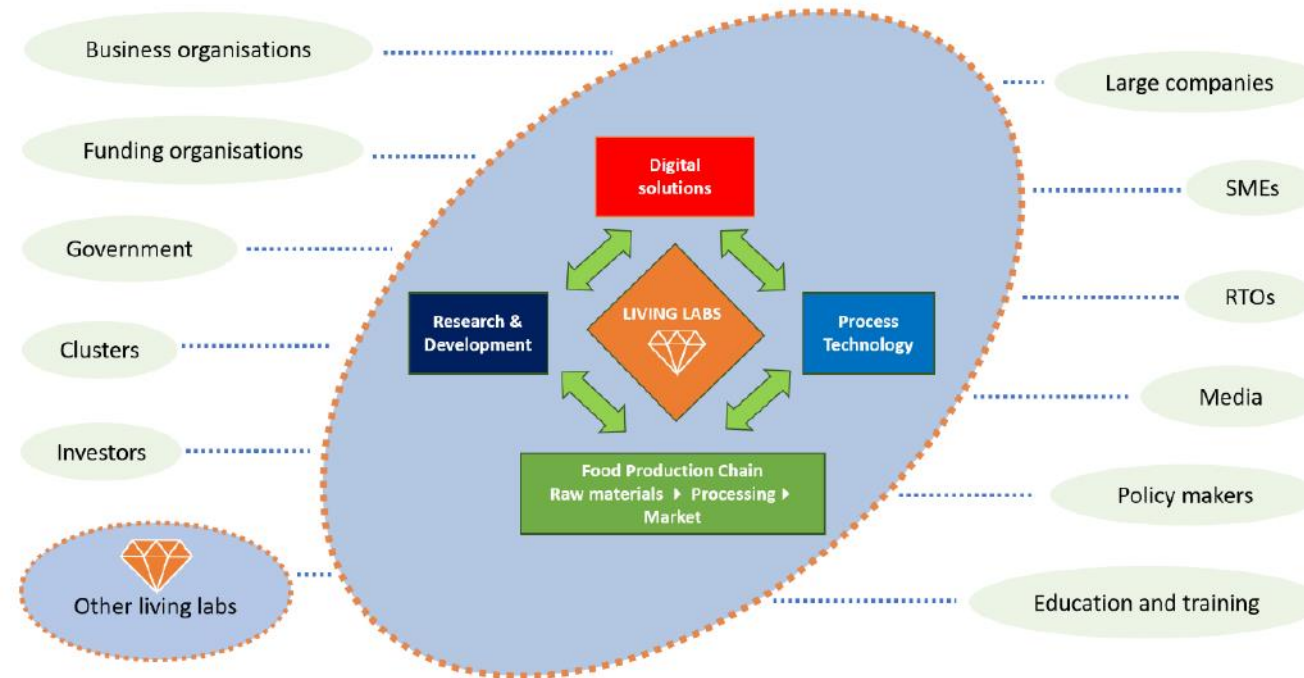 Business organisations
Funding organisations
Government
Clusters
Investors
Other living labs
Digital
solutions
Research &
Development
LIVING LABS
Process
Technology
Food Production Chain
Raw materials ▶ Processing ▶
Market
Large companies
SMEs
RTOs
Media
Policy makers
Education and training